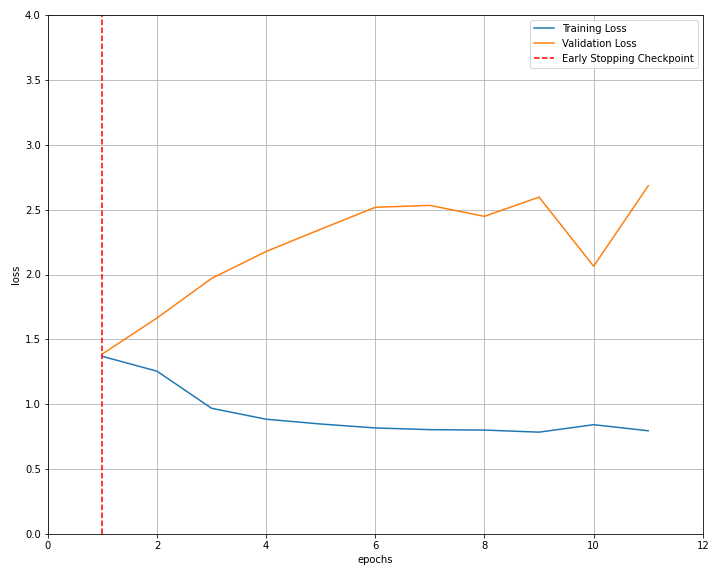 4.0
3.5
3.0
2.5
2.0
1.5
1.0
0.5
0.0
loss
Training Loss
Validation Loss
Early Stopping Checkpoint
0 2 4 6 8 10 12
epochs